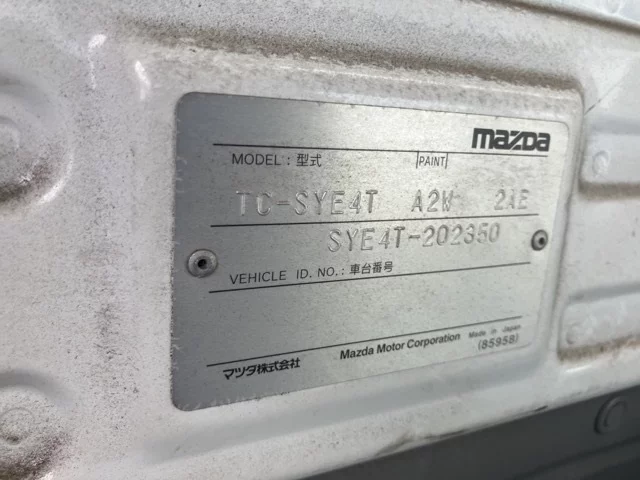 mazda
MODEL : 型式 PAINT
TC-SYE4T A2W 2AE
SYE4T-202350
VEHICLE ID. NO. : 車台番号
マツダ株式会社 Mazda Motor Corporation Made in Japan
(85958)